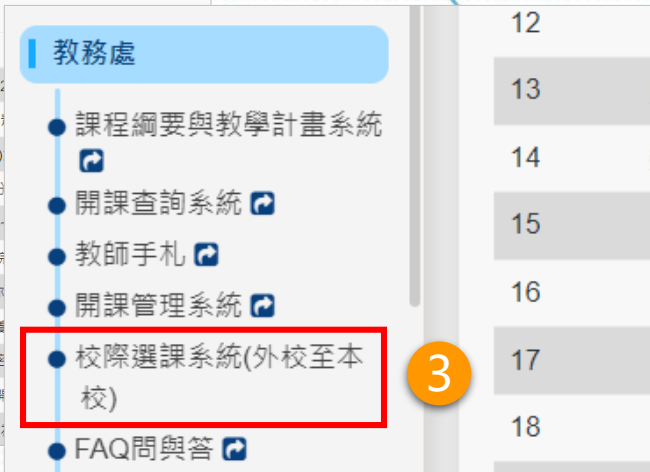 教務處
課程綱要與教學計畫系統
開課查詢系統
教師手札
開課管理系統
校際選課系統(外校至本
校)
FAQ問與答
3
12
13
14
15
16
17
18